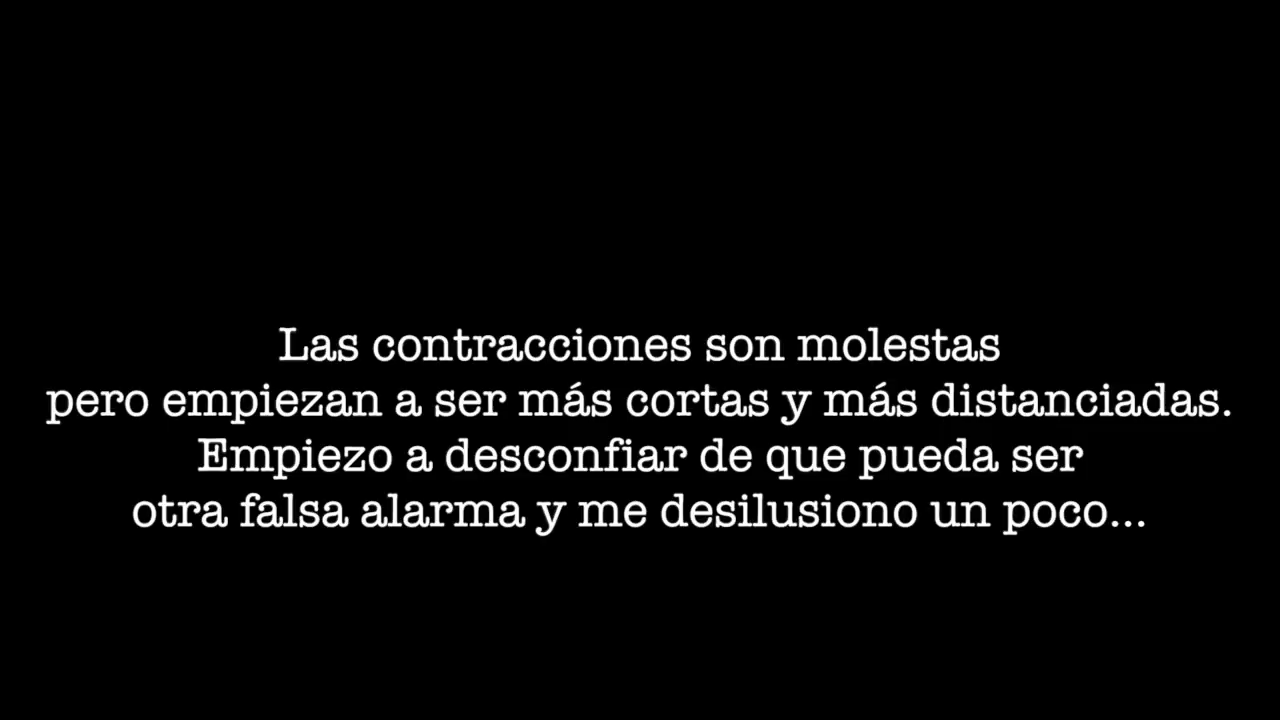 Las contracciones son molestas
pero empiezan a ser más cortas y más distanciadas.
Empiezo a desconfiar de que pueda ser
otra falsa alarma y me desilusiono un poco...